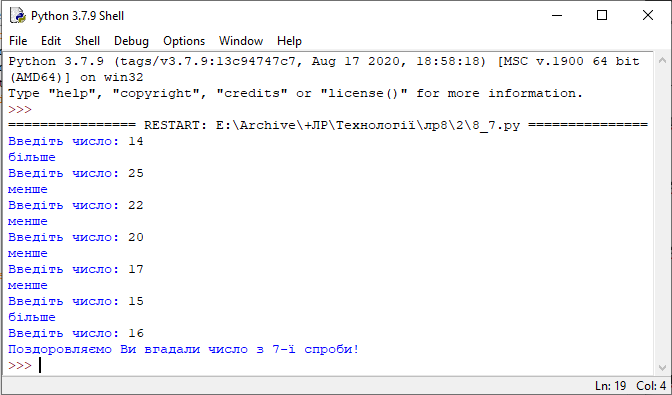 Python 3.7.9 Shell
File Edit Shell Debug Options Window Help
Python 3.7.9 (tags/v3.7.9:13c94747c7, Aug 17 2020, 18:58:18) [MSC v.1900 64 bit
(AMD64)] on win32
Type "help", "copyright", "credits" or "license()" for more information.
>>>
================ RESTART: E:\Archive\+ЛР\Технології\лр8\2\8_7.py ===============
Введіть число: 14
більше
Введіть число: 25
менше
Введіть число: 22
менше
Введіть число: 20
менше
Введіть число: 17
менше
Введіть число: 15
більше
Введіть число: 16
Поздоровляємо Ви вгадали число з 7-ї спроби!
>>>
Ln: 19 Col: 4